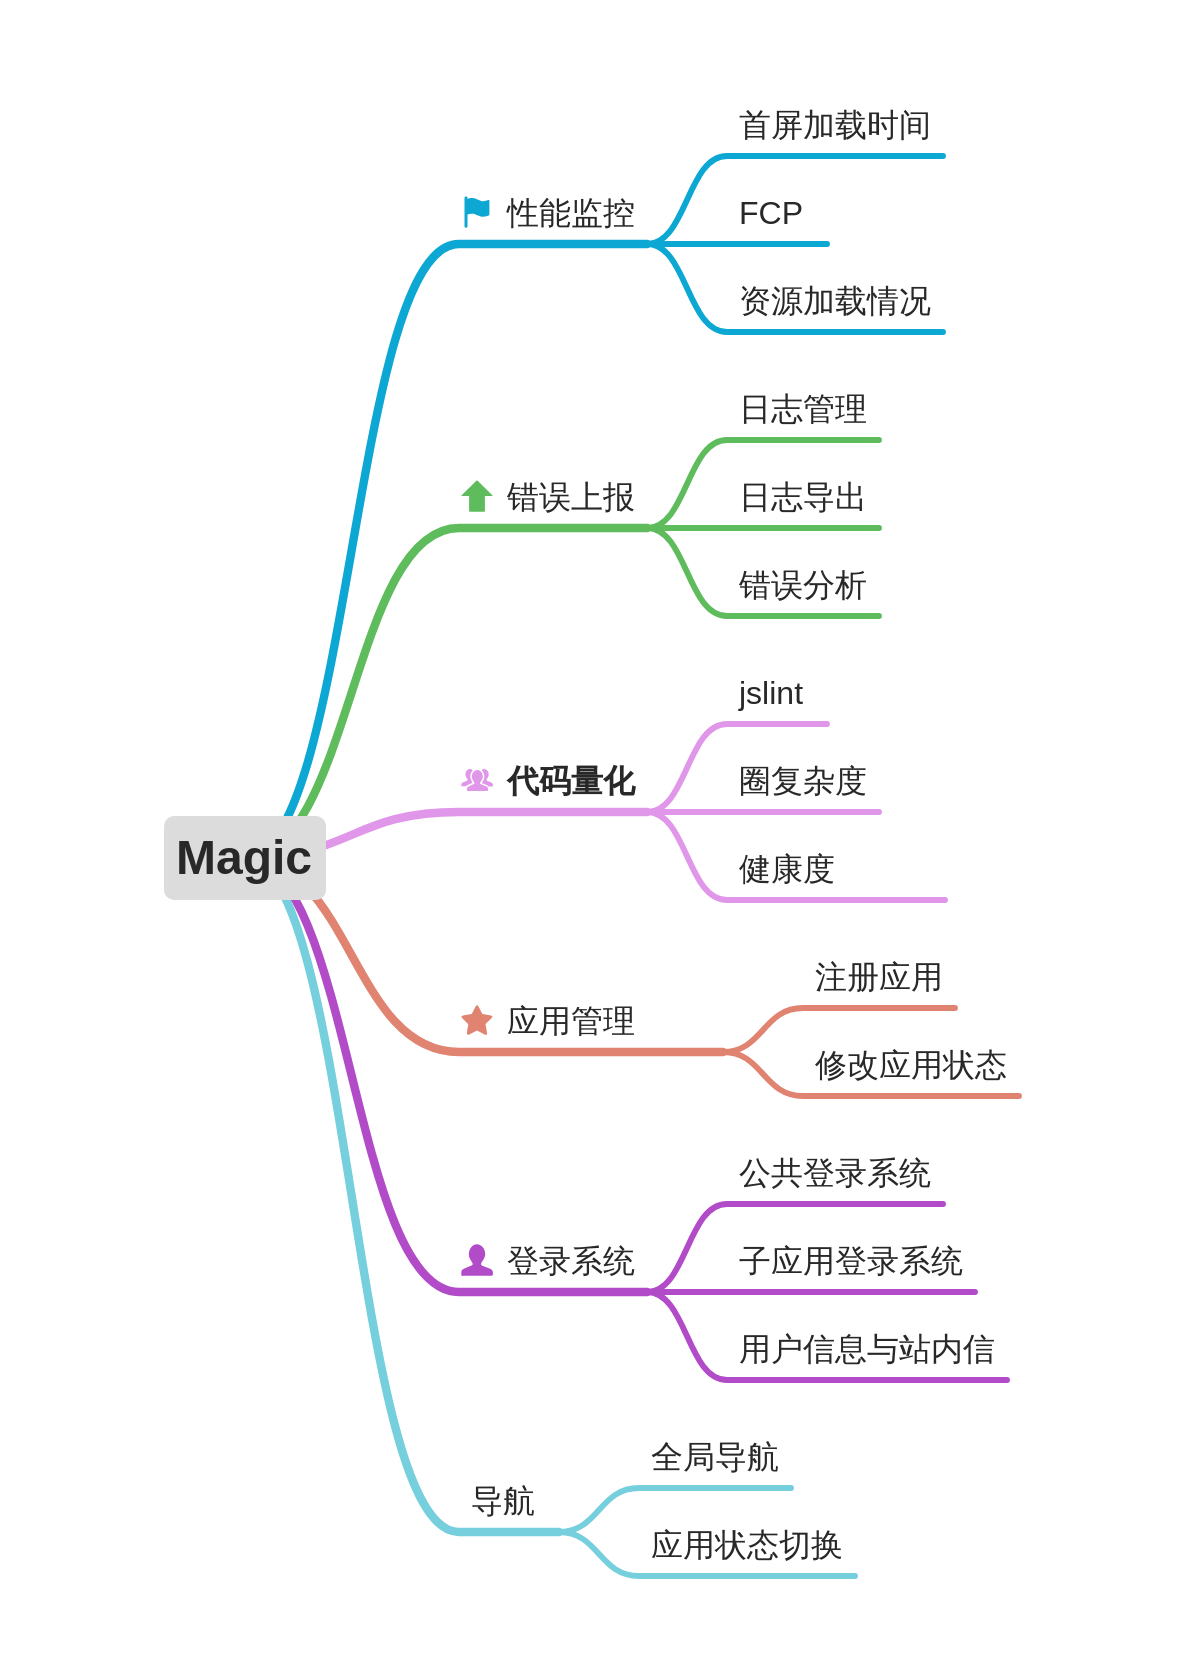 Magic
性能监控
首屏加载时间
FCP
资源加载情况
错误上报
日志管理
日志导出
错误分析
代码量化
jslint
圈复杂度
健康度
应用管理
注册应用
修改应用状态
登录系统
公共登录系统
子应用登录系统
用户信息与站内信
导航
全局导航
应用状态切换